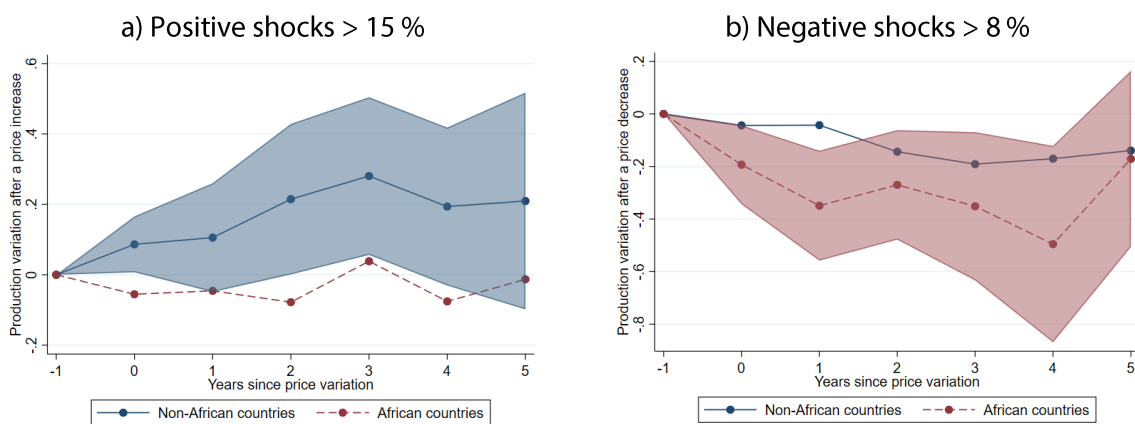 a) Positive shocks > 15 %
Production variation after a price increase
.6
.4
.2
0
-.2
-1 0 1 2 3 4 5
Years since price variation
Non-African countries African countries
b) Negative shocks > 8 %
Production variation after a price decrease
.2
0
-.2
-.4
-.6
-.8
-1 0 1 2 3 4 5
Years since price variation
Non-African countries African countries